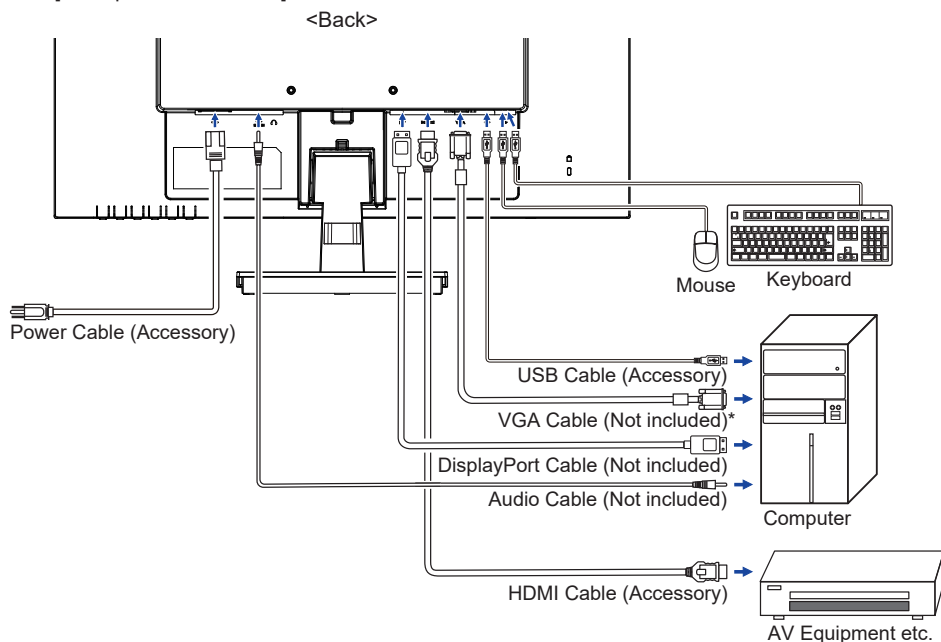 <Back>
Mouse
Keyboard
Power Cable (Accessory)
USB Cable (Accessory)
VGA Cable (Not included)*
DisplayPort Cable (Not included)
Audio Cable (Not included)
Computer
HDMI Cable (Accessory)
AV Equipment etc.